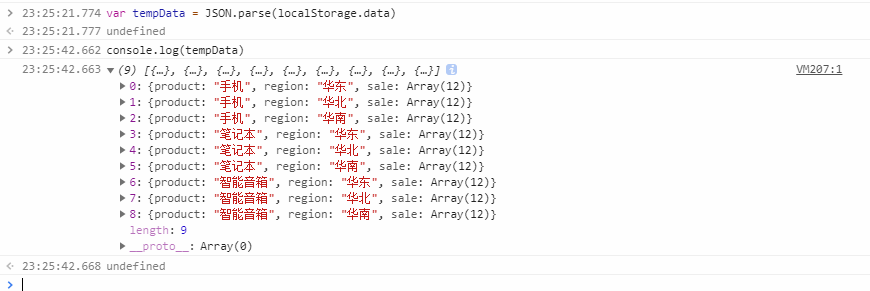 23:25:21.774 var tempData = JSON.parse(localStorage.data)
23:25:21.777 undefined
23:25:42.662 console.log(tempData)
23:25:42.663 (9) [{…}, {…}, {…}, {…}, {…}, {…}, {…}, {…}, {…}] i VM207:1
0: {product: "手机", region: "华东", sale: Array(12)}
1: {product: "手机", region: "华北", sale: Array(12)}
2: {product: "手机", region: "华南", sale: Array(12)}
3: {product: "笔记本", region: "华东", sale: Array(12)}
4: {product: "笔记本", region: "华北", sale: Array(12)}
5: {product: "笔记本", region: "华南", sale: Array(12)}
6: {product: "智能音箱", region: "华东", sale: Array(12)}
7: {product: "智能音箱", region: "华北", sale: Array(12)}
8: {product: "智能音箱", region: "华南", sale: Array(12)}
length: 9
__proto__: Array(0)
23:25:42.668 undefined